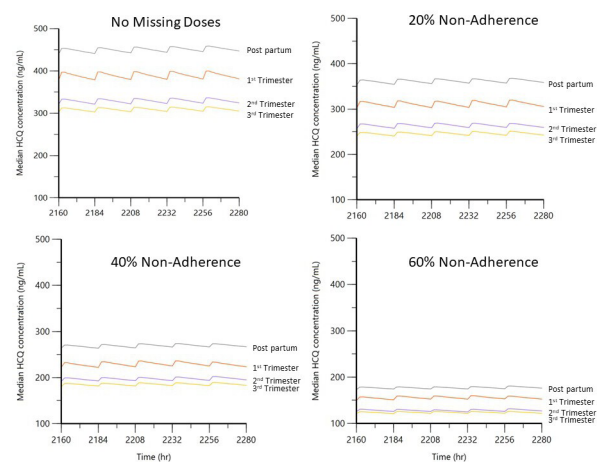 No Missing Doses
Median HCQ concentration (ng/mL)
500
400
300
200
100
2160
2184
2208
2232
2256
2280
Post partum
1st Trimester
2nd Trimester
3rd Trimester
20% Non-Adherence
Median HCQ concentration (ng/mL)
500
400
300
200
100
2160
2184
2208
2232
2256
2280
Post partum
1st Trimester
2nd Trimester
3rd Trimester
40% Non-Adherence
Median HCQ concentration (ng/mL)
500
400
300
200
100
2160
2184
2208
2232
2256
2280
Time (hr)
Post partum
1st Trimester
2nd Trimester
3rd Trimester
60% Non-Adherence
Median HCQ concentration (ng/mL)
500
400
300
200
100
2160
2184
2208
2232
2256
2280
Time (hr)
Post partum
1st Trimester
2nd Trimester
3rd Trimester